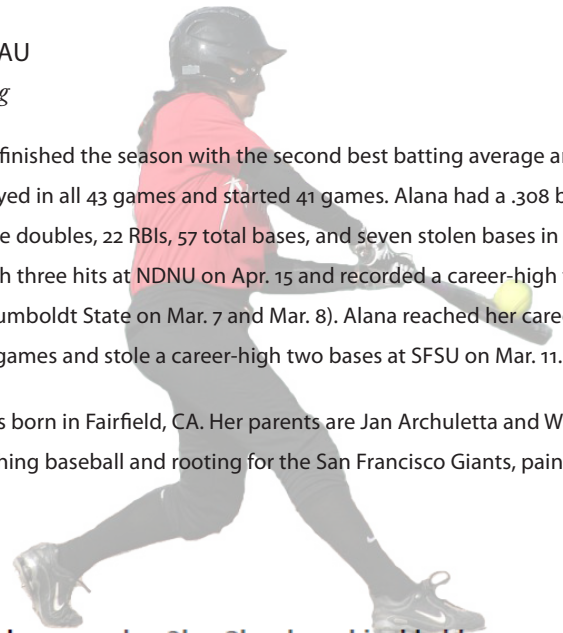 AU
g
finished the season with the second best batting average a
yed in all 43 games and started 41 games. Alana had a .308 b
e doubles, 22 RBIs, 57 total bases, and seven stolen bases in
h three hits at NDNU on Apr. 15 and recorded a career-high
umboldt State on Mar. 7 and Mar. 8). Alana reached her caree
games and stole a career-high two bases at SFSU on Mar. 11.
s born in Fairfield, CA. Her parents are Jan Archuletta and W
ning baseball and rooting for the San Francisco Giants, pain